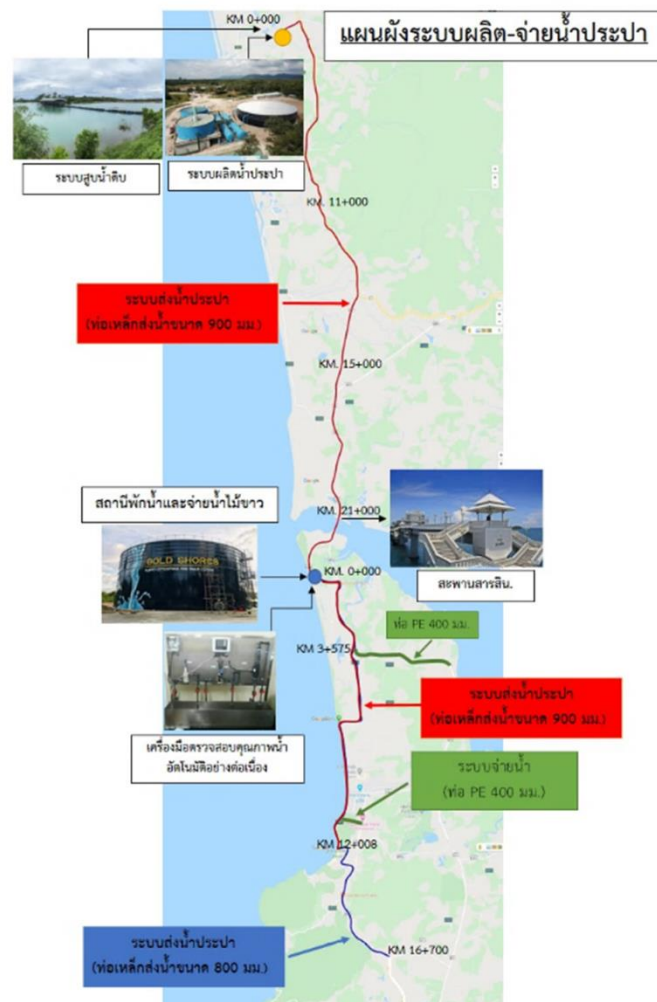 แผนผังระบบผลิต-จ่ายน้ำประปา
KM 0+000
ระบบสูบน้ำดิบ
ระบบผลิตน้ำประปา
KM. 11+000
ระบบส่งน้ำประปา
(ท่อเหล็กส่งน้ำขนาด 900 มม.)
KM. 15+000
สถานีพักน้ำและจ่ายน้ำไม้ขาว
KM. 21+000
GOLD SHORES
สะพานสารสิน.
KM. 0+000
ท่อ PE 400 มม.
KM 3+575
ระบบส่งน้ำประปา
(ท่อเหล็กส่งน้ำขนาด 900 มม.)
เครื่องมือตรวจสอบคุณภาพน้ำ
อัตโนมัติอย่างต่อเนื่อง
ระบบจ่ายน้ำ
(ท่อ PE 400 มม.)
KM 12+008
ระบบส่งน้ำประปา
(ท่อเหล็กส่งน้ำขนาด 800 มม.)
KM 16+700